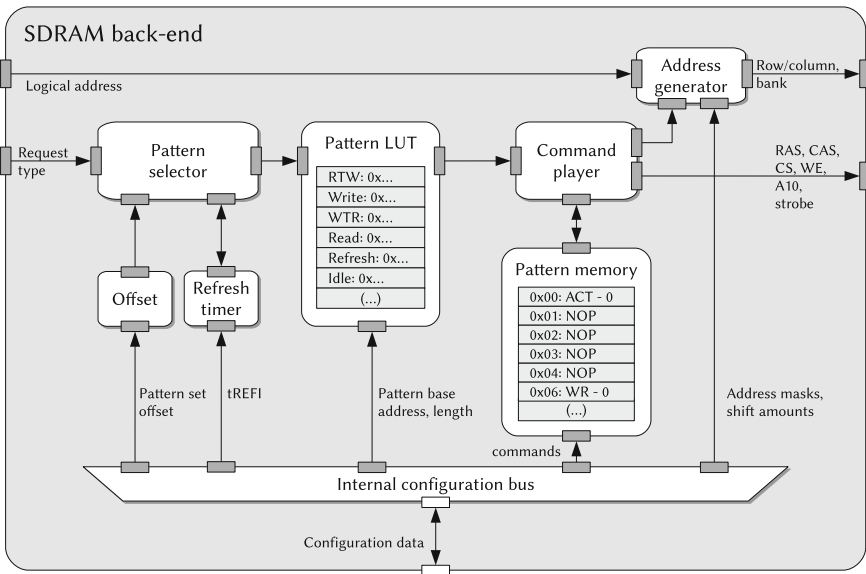 SDRAM back-end
Logical address
Address
generator
Row/column,
bank
Request
type
Pattern
selector
Pattern LUT
RTW: 0x...
Write: 0x...
WTR: 0x...
Read: 0x...
Refresh: 0x...
Idle: 0x...
(...)
Command
player
RAS, CAS,
CS, WE,
A10,
strobe
Offset
Refresh
timer
Pattern memory
0x00: ACT - 0
0x01: NOP
0x02: NOP
0x03: NOP
0x04: NOP
0x06: WR - 0
(...)
Pattern set
offset
tREFI
Pattern base
address, length
commands
Address masks,
shift amounts
Internal configuration bus
Configuration data